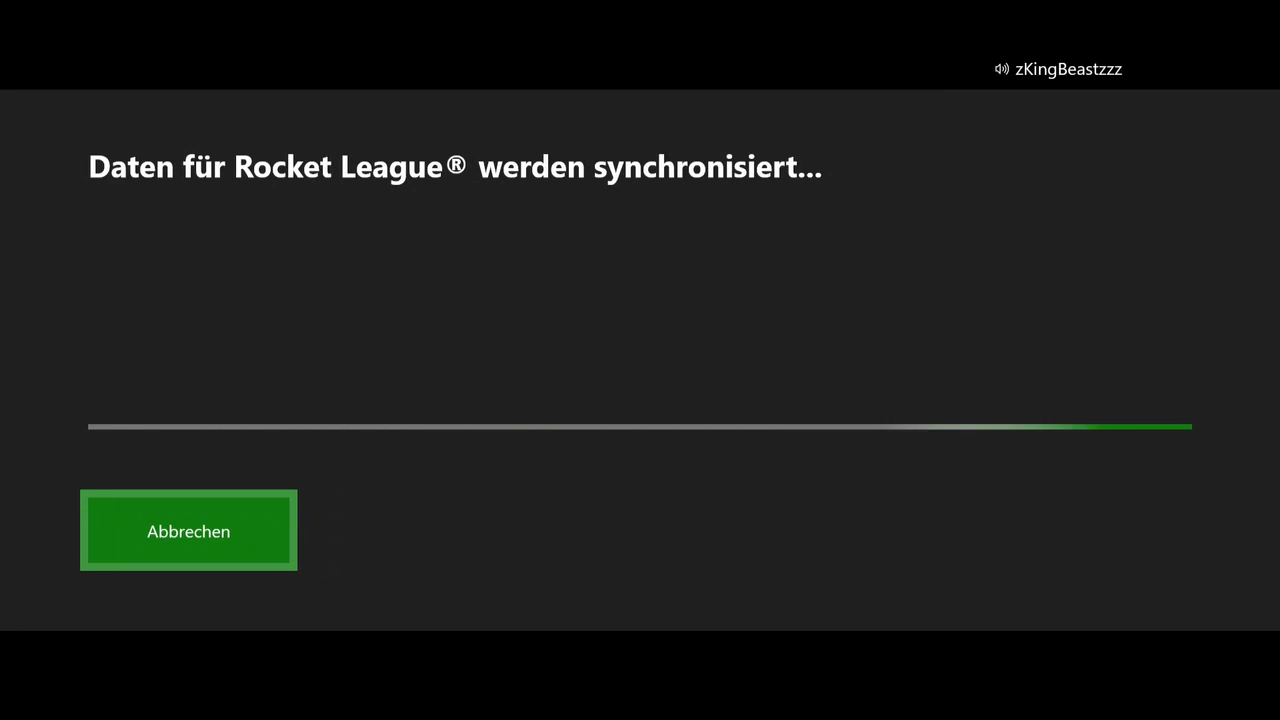 zKingBeastzzz
Daten für Rocket League® werden synchronisiert...
Abbrechen